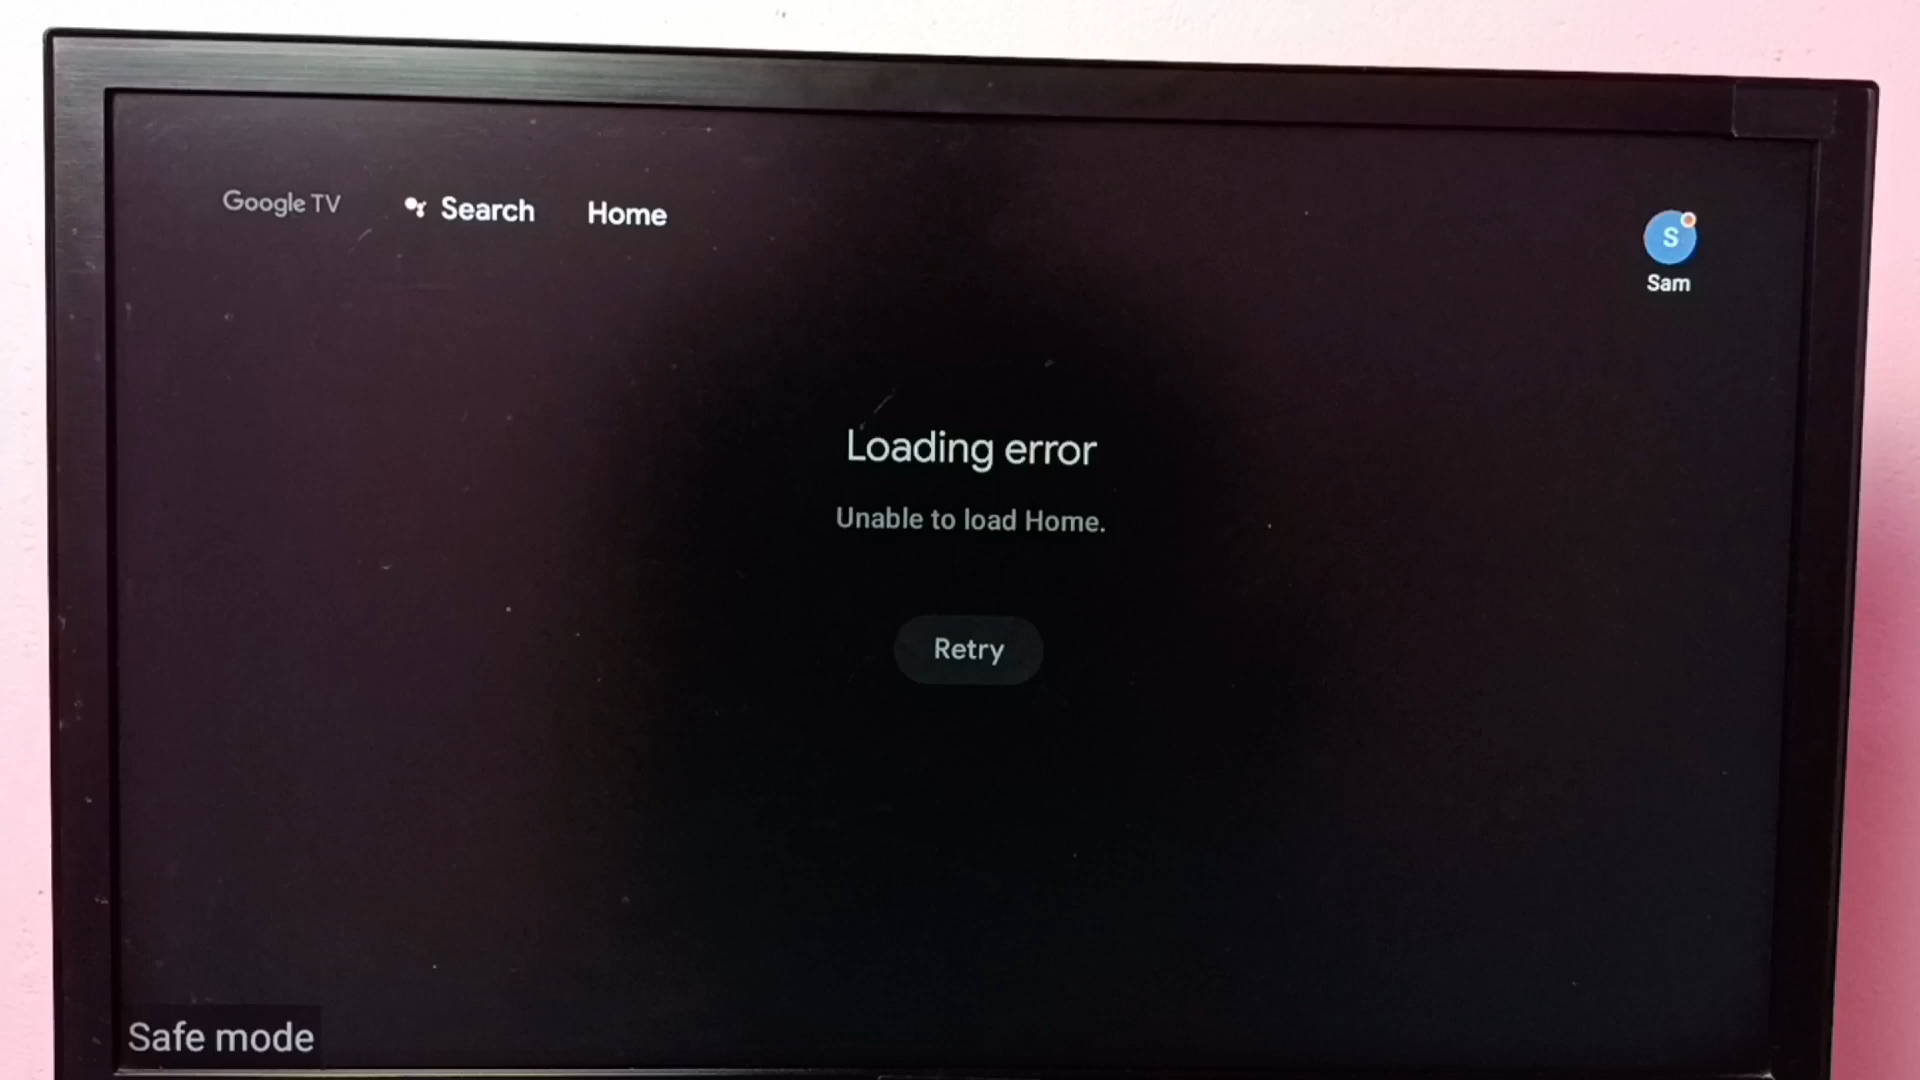 Google TV
Search
Home
S
Sam
Loading error
Unable to load Home.
Retry
Safe mode